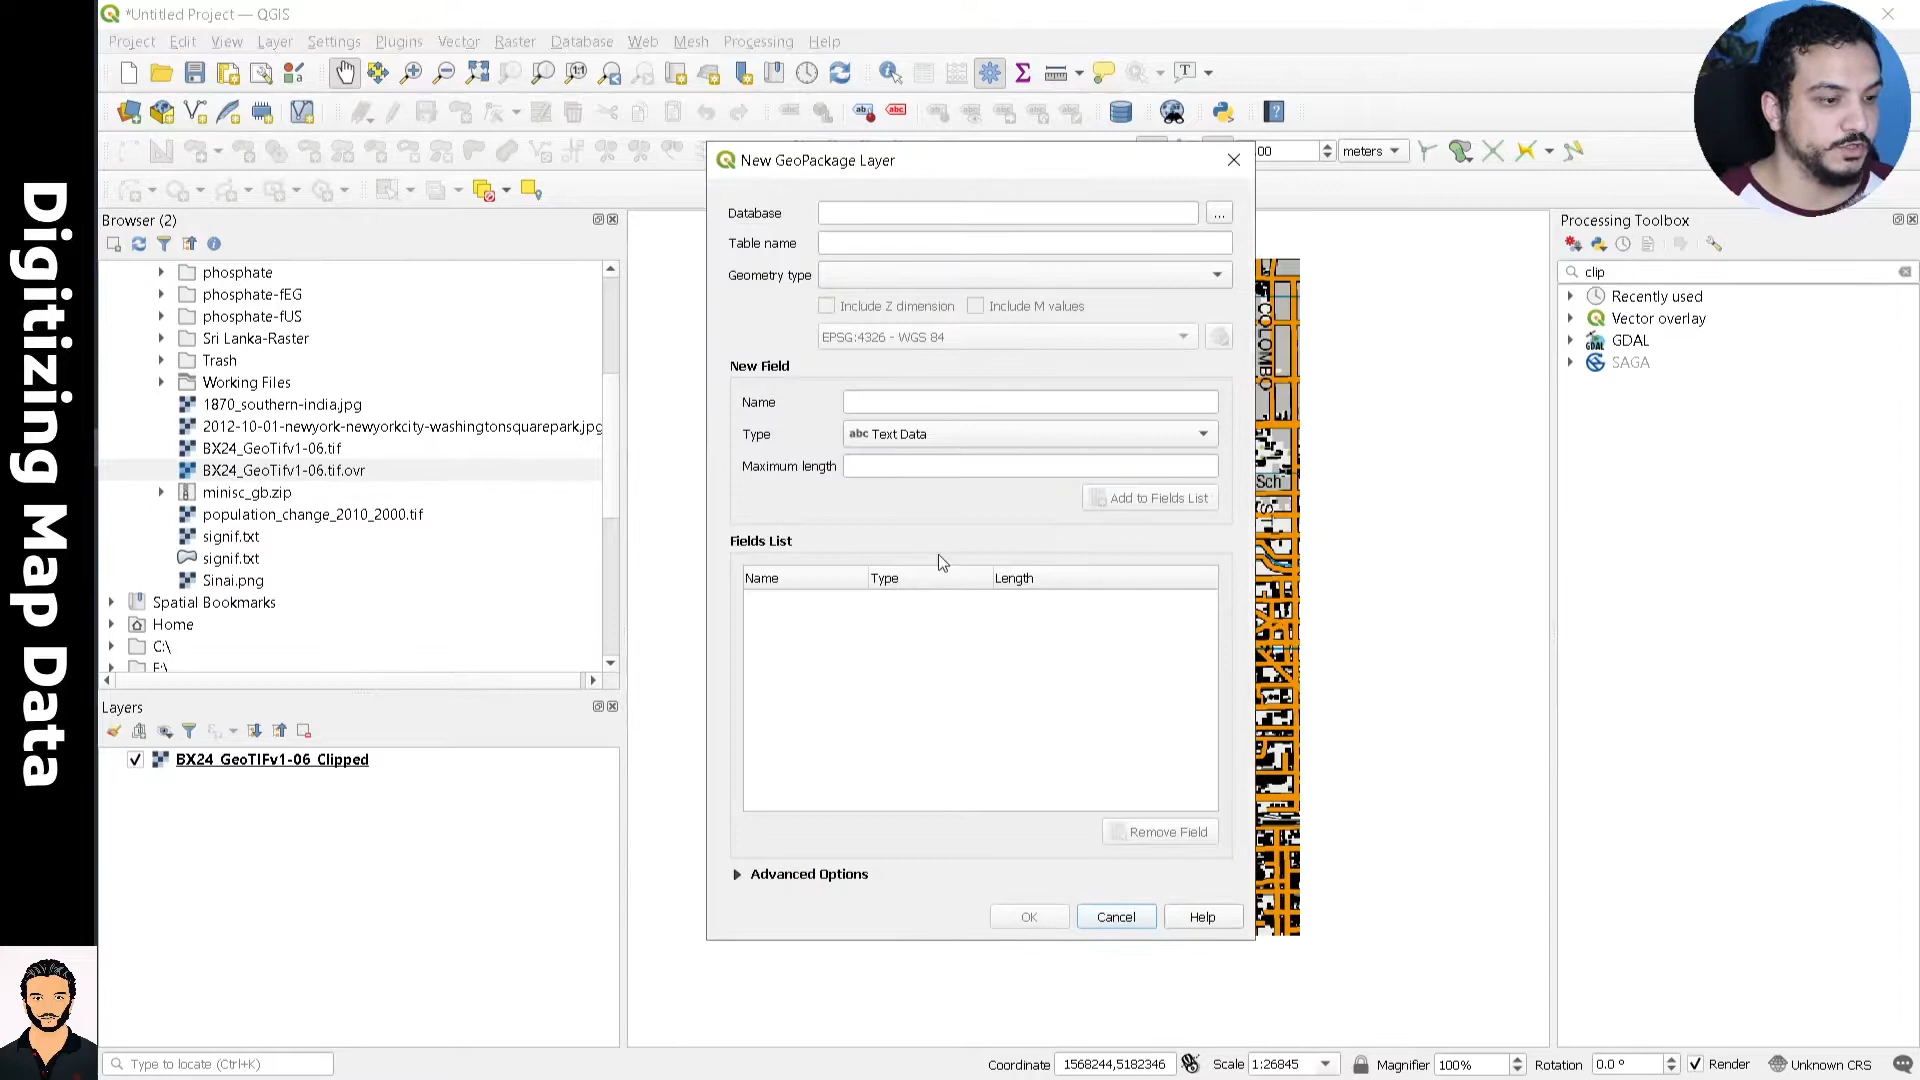 *Untitled Project — QGIS
Project Edit View Layer Settings Plugins Vector Raster Database Web Mesh Processing Help
meters
New GeoPackage Layer
Database
...
Table name
Geometry type
Include Z dimension
Include M values
EPSG:4326 - WGS 84
New Field
Name
Type
abc Text Data
Maximum length
Add to Fields List
Fields List
Name Type Length
Remove Field
Advanced Options
OK Cancel Help
Digitizing Map Data
Browser (2)
phosphate
phosphate-fEG
phosphate-fUS
Sri Lanka-Raster
Trash
Working Files
1870_southern-india.jpg
2012-10-01-newyork-newyorkcity-washingtonsquarepark.jpg
BX24_GeoTifv1-06.tif
BX24_GeoTifv1-06.tif.ovr
minisc_gb.zip
population_change_2010_2000.tif
signif.txt
signif.txt
Sinai.png
Spatial Bookmarks
Home
C:\
Layers
BX24_GeoTIFv1-06_Clipped
COLOMBO
Sch
ST
Processing Toolbox
clip
Recently used
Vector overlay
GDAL
SAGA
Type to locate (Ctrl+K)
Coordinate 1568244,5182346 Scale 1:26845 Magnifier 100% Rotation 0.0 ° Render Unknown CRS